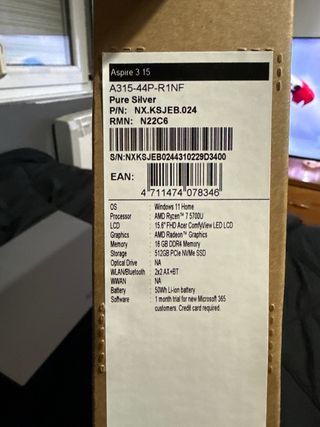 Aspire 3 15
A315-44P-R1NF
Pure Silver
P/N: NX.KSJEB.024
RMN: N22C6
S/N:NXKSJEB0244310229D3400
EAN:
4 711474 078346
OS : Windows 11 Home
Processor : AMD Ryzen™ 7 5700U
LCD : 15.6" FHD Acer ComfyView LED LCD
Graphics : AMD Radeon™ Graphics
Memory : 16 GB DDR4 Memory
Storage : 512GB PCIe NVMe SSD
Optical Drive : NA
WLAN/Bluetooth : 2x2 AX+BT
WWAN : NA
Battery : 50Wh Li-ion battery
Software : 1 month trial for new Microsoft 365
customers. Credit card required.